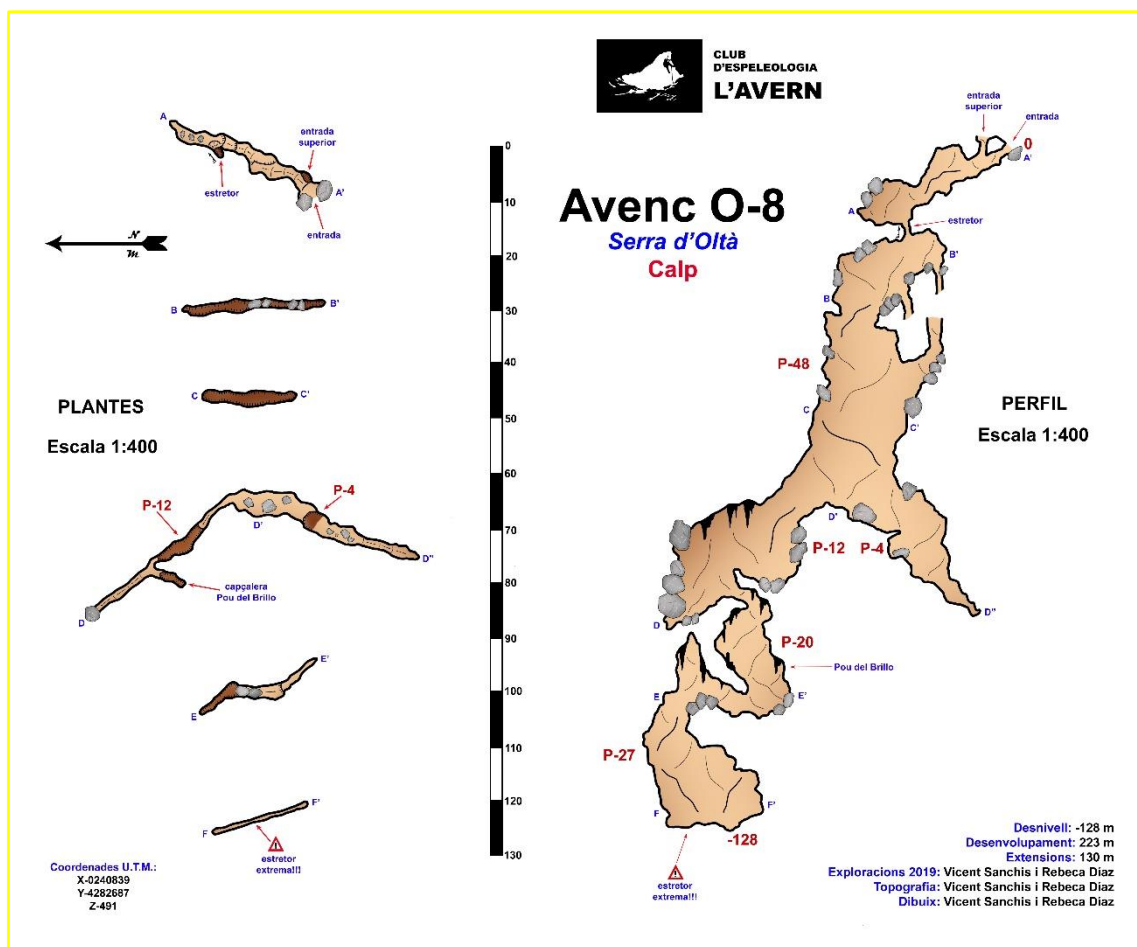 CLUB
D'ESPELEOLOGIA
L'AVERN
Avenc O-8
Serra d'Oltà
Calp
A
entrada
superior
estretor
A'
entrada
N
m
B
B'
C
C'
PLANTES
Escala 1:400
P-12
P-4
D'
D"
capçalera
Pou del Brillo
D
E'
E
F'
F
estretor
extrema!!!
Coordenades U.T.M.:
X-0240839
Y-4282687
Z-491
0
10
20
30
40
50
60
70
80
90
100
110
120
130
entrada
superior
entrada
0
A'
A
estretor
B'
B
P-48
C
C'
PERFIL
Escala 1:400
D'
P-12
P-4
D"
D
P-20
Pou del Brillo
E
E'
P-27
F
F'
-128
estretor
extrema!!!
Desnivell: -128 m
Desenvolupament: 223 m
Extensions: 130 m
Exploracions 2019: Vicent Sanchis i Rebeca Diaz
Topografia: Vicent Sanchis i Rebeca Diaz
Dibuix: Vicent Sanchis i Rebeca Diaz